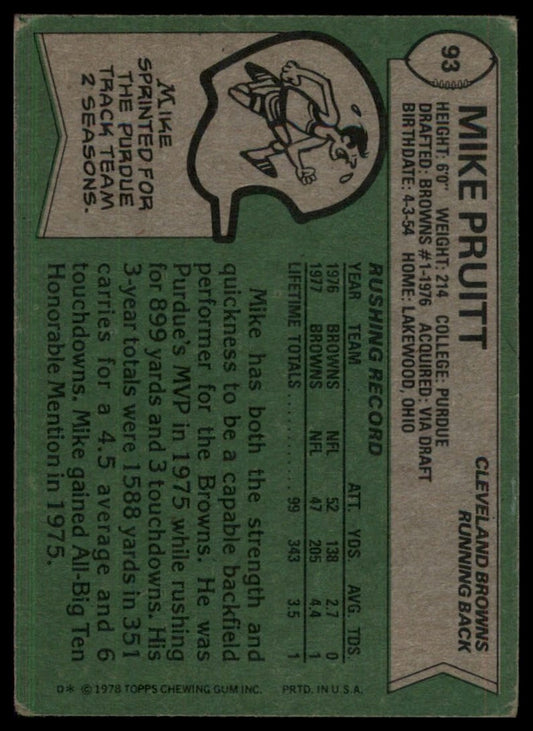 93
MIKE PRUITT
CLEVELAND BROWNS
RUNNING BACK
HEIGHT: 6'0" WEIGHT: 214 COLLEGE: PURDUE
DRAFTED: BROWNS #1-1976 ACQUIRED: VIA DRAFT
BIRTHDATE: 4-3-54 HOME: LAKEWOOD, OHIO
RUSHING RECORD
YEAR TEAM ATT. YDS. AVG. TDS.
1976 BROWNS NFL 52 138 2.7 0
1977 BROWNS NFL 47 205 4.4 1
LIFETIME TOTALS .......... 99 343 3.5 1
Mike has both the strength and
quickness to be a capable backfield
performer for the Browns. He was
Purdue's MVP in 1975 while rushing
for 899 yards and 3 touchdowns. His
3-year totals were 1588 yards in 351
carries for a 4.5 average and 6
touchdowns. Mike gained All-Big Ten
Honorable Mention in 1975.
MIKE
SPRINTED FOR
THE PURDUE
TRACK TEAM
2 SEASONS.
D* © 1978 TOPPS CHEWING GUM INC. PRTD. IN U.S.A.